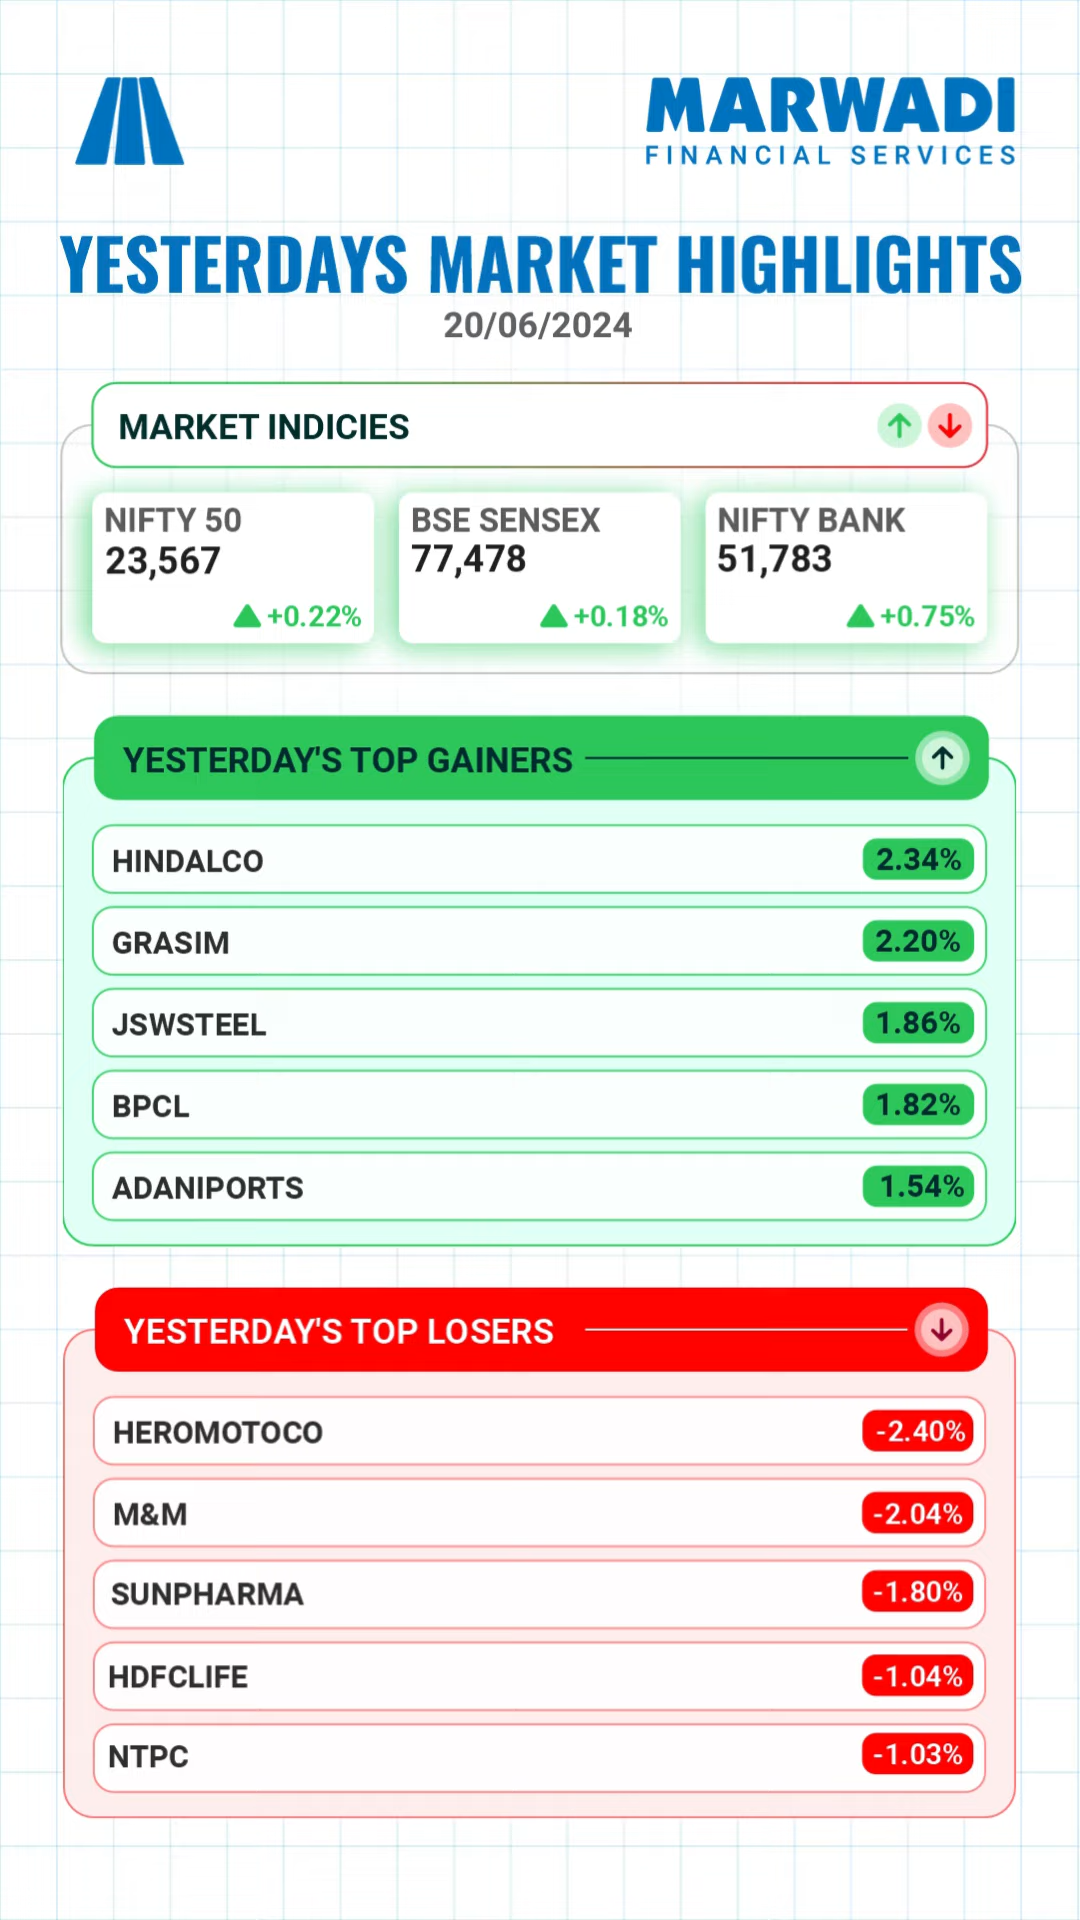 MARWADI
FINANCIAL SERVICES
YESTERDAYS MARKET HIGHLIGHTS
20/06/2024
MARKET INDICIES
NIFTY 50
23,567
+0.22%
BSE SENSEX
77,478
+0.18%
NIFTY BANK
51,783
+0.75%
YESTERDAY'S TOP GAINERS
HINDALCO 2.34%
GRASIM 2.20%
JSWSTEEL 1.86%
BPCL 1.82%
ADANIPORTS 1.54%
YESTERDAY'S TOP LOSERS
HEROMOTOCO -2.40%
M&M -2.04%
SUNPHARMA -1.80%
HDFCLIFE -1.04%
NTPC -1.03%